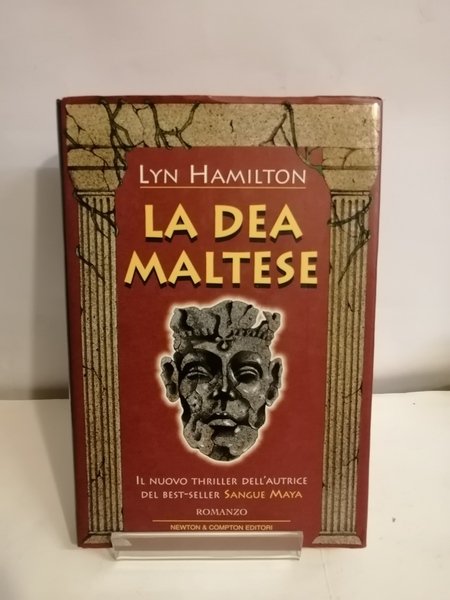 LYN HAMILTON
LA DEA
MALTESE
IL NUOVO THRILLER DELL'AUTRICE
DEL BEST-SELLER SANGUE MAYA
ROMANZO
NEWTON & COMPTON EDITORI